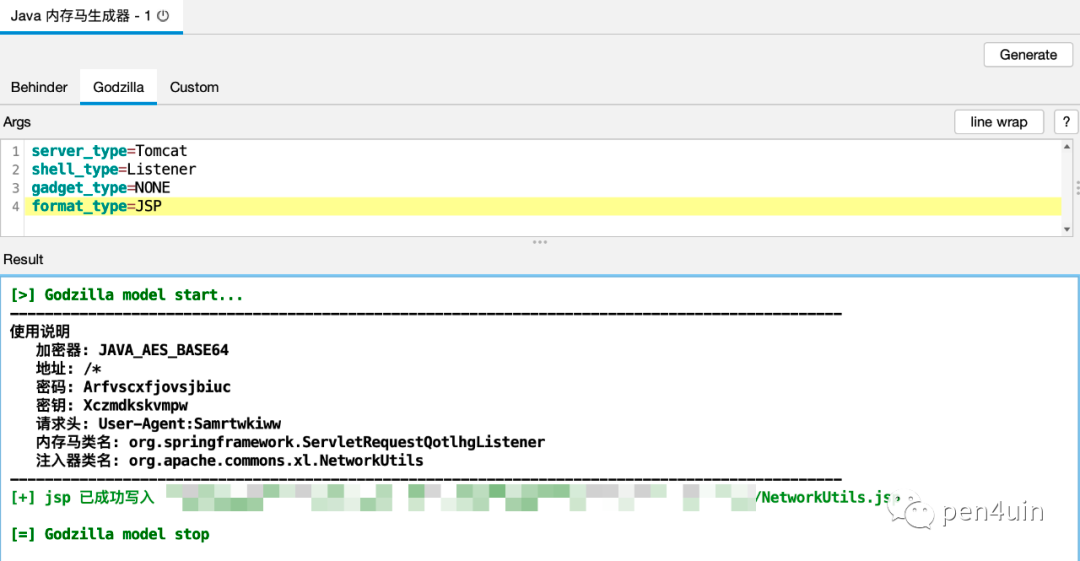 Java 内存马生成器 - 1
Generate
Behinder Godzilla Custom
Args
line wrap ?
1 server_type=Tomcat
2 shell_type=Listener
3 gadget_type=NONE
4 format_type=JSP
Result
[>] Godzilla model start...
使用说明
加密器: JAVA_AES_BASE64
地址: /*
密码: Arfvscxfjovsjbiuc
密钥: Xczmdkskvmpw
请求头: User-Agent:Samrtwkiww
内存马类名: org.springframework.ServletRequestQotlhgListener
注入器类名: org.apache.commons.xl.NetworkUtils
[+] jsp 已成功写入 /NetworkUtils.jsp
[=] Godzilla model stop
pen4uin